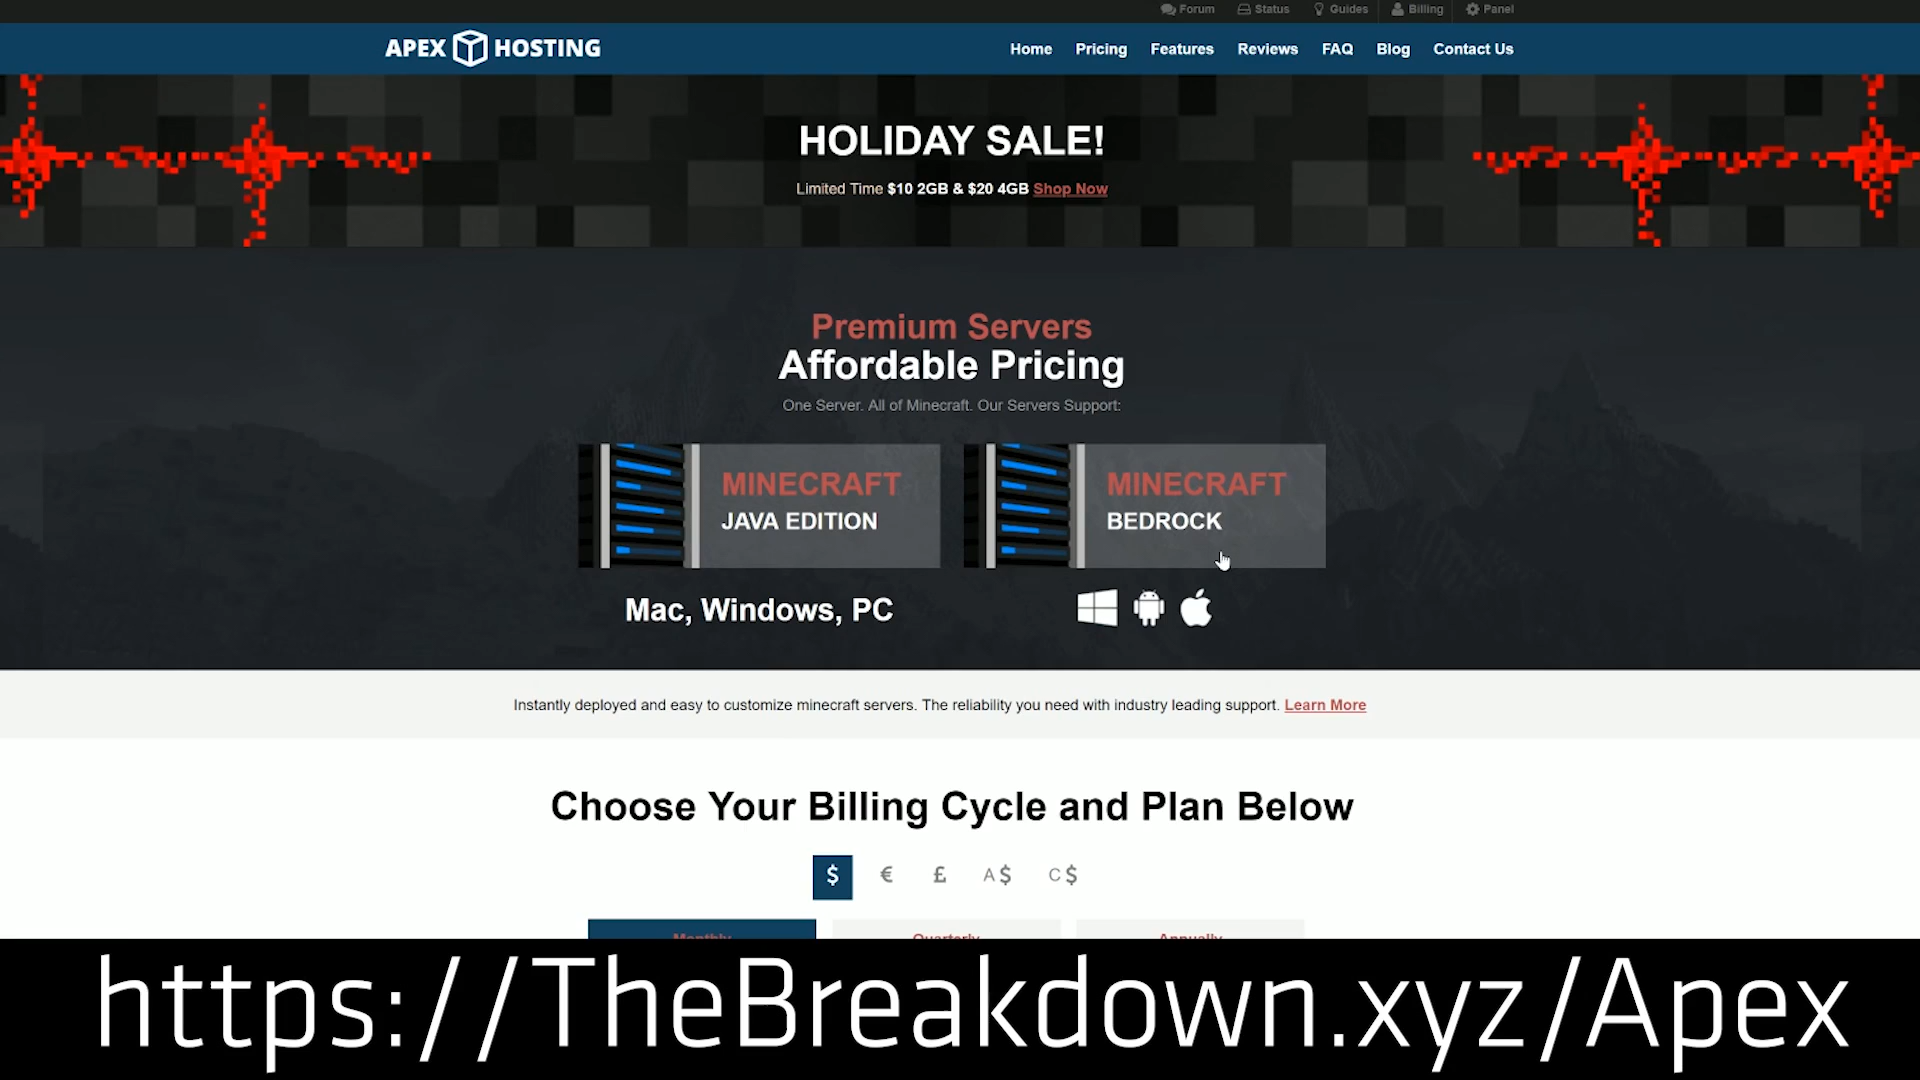 Forum Status Guides Billing Panel
APEX HOSTING
Home Pricing Features Reviews FAQ Blog Contact Us
HOLIDAY SALE!
Limited Time $10 2GB & $20 4GB Shop Now
Premium Servers
Affordable Pricing
One Server. All of Minecraft. Our Servers Support:
MINECRAFT
JAVA EDITION
MINECRAFT
BEDROCK
Mac, Windows, PC
Instantly deployed and easy to customize minecraft servers. The reliability you need with industry leading support. Learn More
Choose Your Billing Cycle and Plan Below
$ € £ A$ C$
Monthly Quarterly Annually
https://TheBreakdown.xyz/Apex